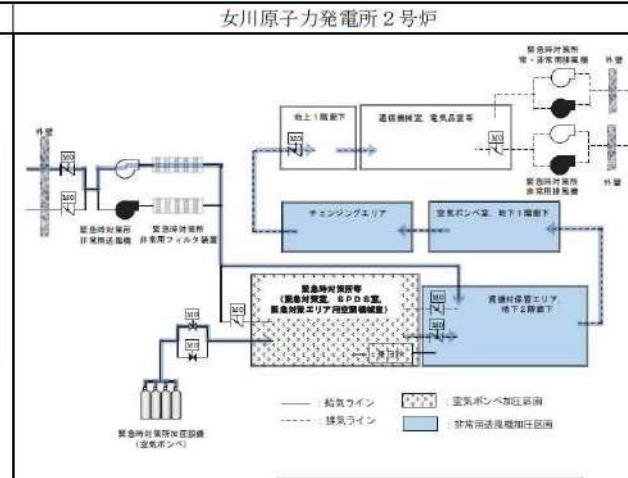 女川原子力発電所２号炉
緊急時対策所
常・非常用排風機
外壁
地上１階廊下
通信機械室，電気品室等
MO
MO
外壁
MO
MO
緊急時対策所
非常用排風機
外壁
緊急時対策所
非常用送風機
緊急時対策所
非常用フィルタ装置
チェンジングエリア
空気ボンベ室，地下１階廊下
緊急時対策所等
(緊急対策室，SPDS室，
緊急対策エリア用空調機械室)
資機材保管エリア，
地下２階廊下
MO
MO
MO
MO
MO
緊急時対策所加圧設備
(空気ボンベ)
：給気ライン
：排気ライン
：空気ボンベ加圧区画
：非常用送風機加圧区画